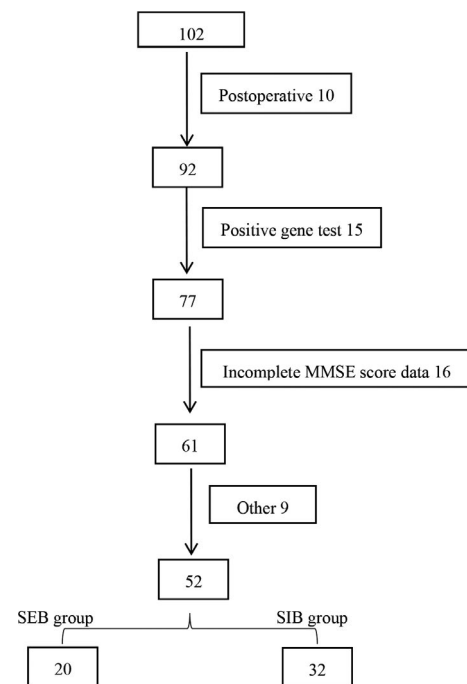 102
Postoperative 10
92
Positive gene test 15
77
Incomplete MMSE score data 16
61
Other 9
52
SEB group
SIB group
20
32